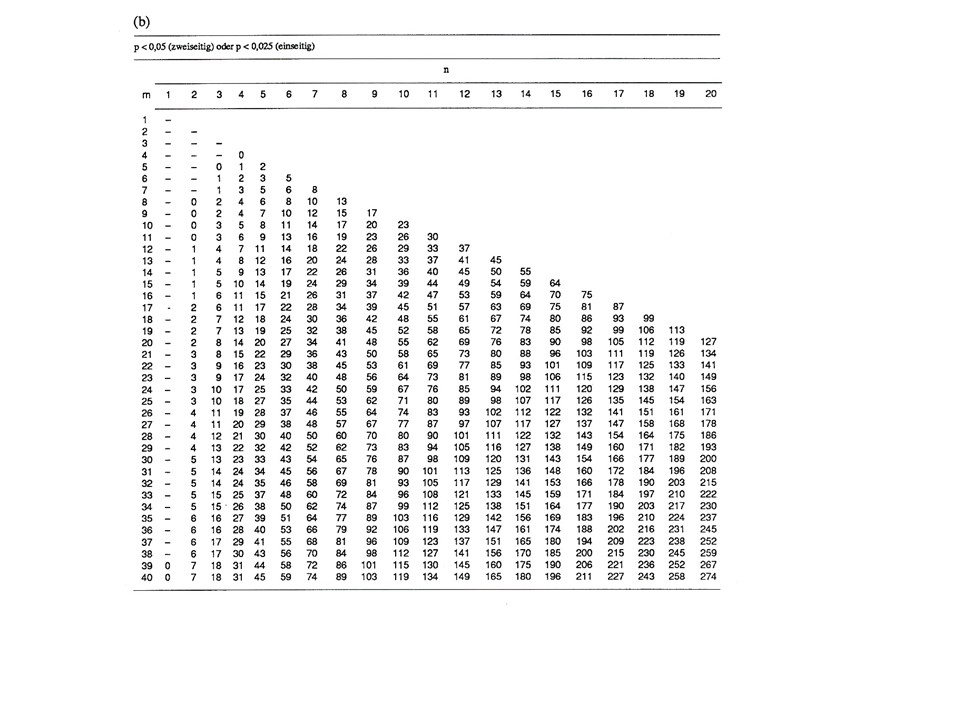 (b)
p < 0,05 (zweiseitig) oder p < 0,025 (einseitig)
n
m 1 2 3 4 5 6 7 8 9 10 11 12 13 14 15 16 17 18 19 20
1 –
2 – –
3 – – –
4 – – – 0
5 – – 0 1 2
6 – – 1 2 3 5
7 – – 1 3 5 6 8
8 – 0 2 4 6 8 10 13
9 – 0 2 4 7 10 12 15 17
10 – 0 3 5 8 11 14 17 20 23
11 – 0 3 6 9 13 16 19 23 26 30
12 – 1 4 7 11 14 18 22 26 29 33 37
13 – 1 4 8 12 16 20 24 28 33 37 41 45
14 – 1 5 9 13 17 22 26 31 36 40 45 50 55
15 – 1 5 10 14 19 24 29 34 39 44 49 54 59 64
16 – 1 6 11 15 21 26 31 37 42 47 53 59 64 70 75
17 - 2 6 11 17 22 28 34 39 45 51 57 63 69 75 81 87
18 – 2 7 12 18 24 30 36 42 48 55 61 67 74 80 86 93 99
19 – 2 7 13 19 25 32 38 45 52 58 65 72 78 85 92 99 106 113
20 – 2 8 14 20 27 34 41 48 55 62 69 76 83 90 98 105 112 119 127
21 – 3 8 15 22 29 36 43 50 58 65 73 80 88 96 103 111 119 126 134
22 – 3 9 16 23 30 38 45 53 61 69 77 85 93 101 109 117 125 133 141
23 – 3 9 17 24 32 40 48 56 64 73 81 89 98 106 115 123 132 140 149
24 – 3 10 17 25 33 42 50 59 67 76 85 94 102 111 120 129 138 147 156
25 – 3 10 18 27 35 44 53 62 71 80 89 98 107 117 126 135 145 154 163
26 – 4 11 19 28 37 46 55 64 74 83 93 102 112 122 132 141 151 161 171
27 – 4 11 20 29 38 48 57 67 77 87 97 107 117 127 137 147 158 168 178
28 – 4 12 21 30 40 50 60 70 80 90 101 111 122 132 143 154 164 175 186
29 – 4 13 22 32 42 52 62 73 83 94 105 116 127 138 149 160 171 182 193
30 – 5 13 23 33 43 54 65 76 87 98 109 120 131 143 154 166 177 189 200
31 – 5 14 24 34 45 56 67 78 90 101 113 125 136 148 160 172 184 196 208
32 – 5 14 24 35 46 58 69 81 93 105 117 129 141 153 166 178 190 203 215
33 – 5 15 25 37 48 60 72 84 96 108 121 133 145 159 171 184 197 210 222
34 – 5 15 26 38 50 62 74 87 99 112 125 138 151 164 177 190 203 217 230
35 – 6 16 27 39 51 64 77 89 103 116 129 142 156 169 183 196 210 224 237
36 – 6 16 28 40 53 66 79 92 106 119 133 147 161 174 188 202 216 231 245
37 – 6 17 29 41 55 68 81 96 109 123 137 151 165 180 194 209 223 238 252
38 – 6 17 30 43 56 70 84 98 112 127 141 156 170 185 200 215 230 245 259
39 0 7 18 31 44 58 72 86 101 115 130 145 160 175 190 206 221 236 252 267
40 0 7 18 31 45 59 74 89 103 119 134 149 165 180 196 211 227 243 258 274